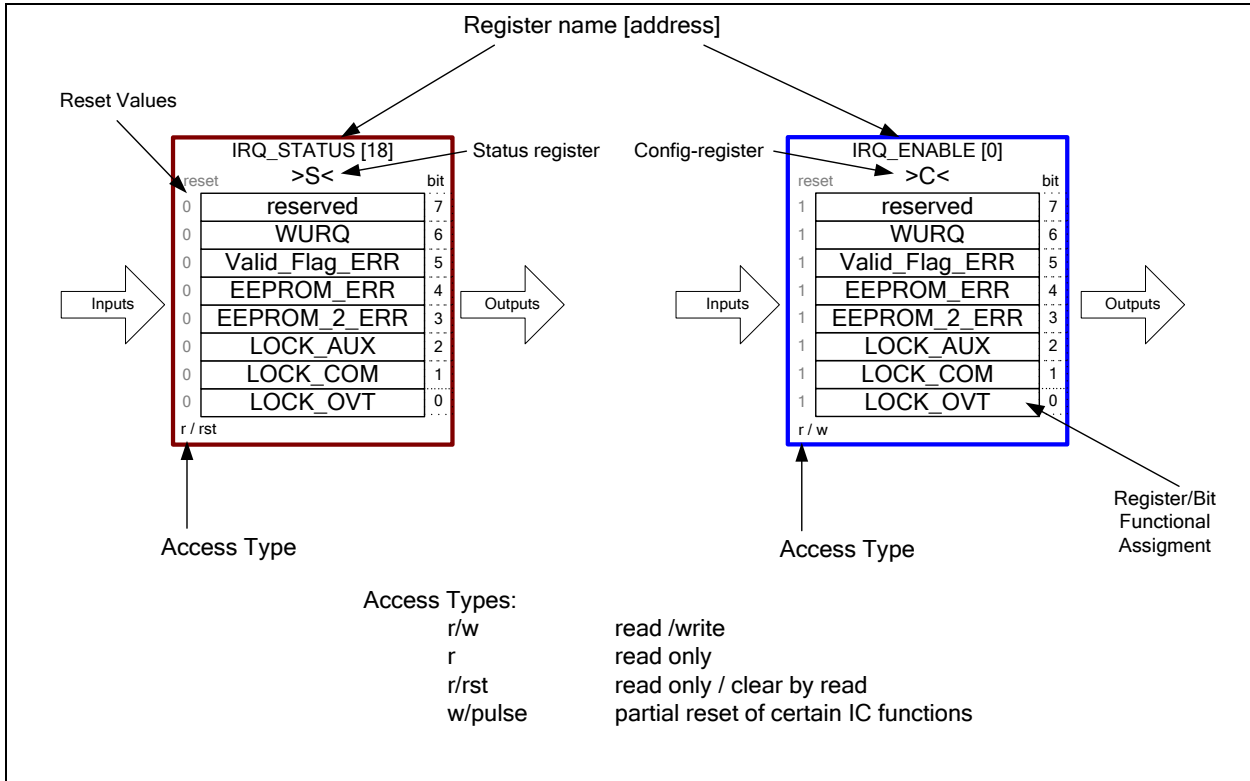 Register name [address]
Reset Values
IRQ_STATUS [18]
Status register
>S<
reset
bit
0 reserved 7
0 WURQ 6
0 Valid_Flag_ERR 5
0 EEPROM_ERR 4
0 EEPROM_2_ERR 3
0 LOCK_AUX 2
0 LOCK_COM 1
0 LOCK_OVT 0
r / rst
Inputs
Outputs
Access Type
Config-register
IRQ_ENABLE [0]
>C<
reset
bit
1 reserved 7
1 WURQ 6
1 Valid_Flag_ERR 5
1 EEPROM_ERR 4
1 EEPROM_2_ERR 3
1 LOCK_AUX 2
1 LOCK_COM 1
1 LOCK_OVT 0
r / w
Inputs
Outputs
Access Type
Register/Bit
Functional
Assigment
Access Types:
r/w read /write
r read only
r/rst read only / clear by read
w/pulse partial reset of certain IC functions